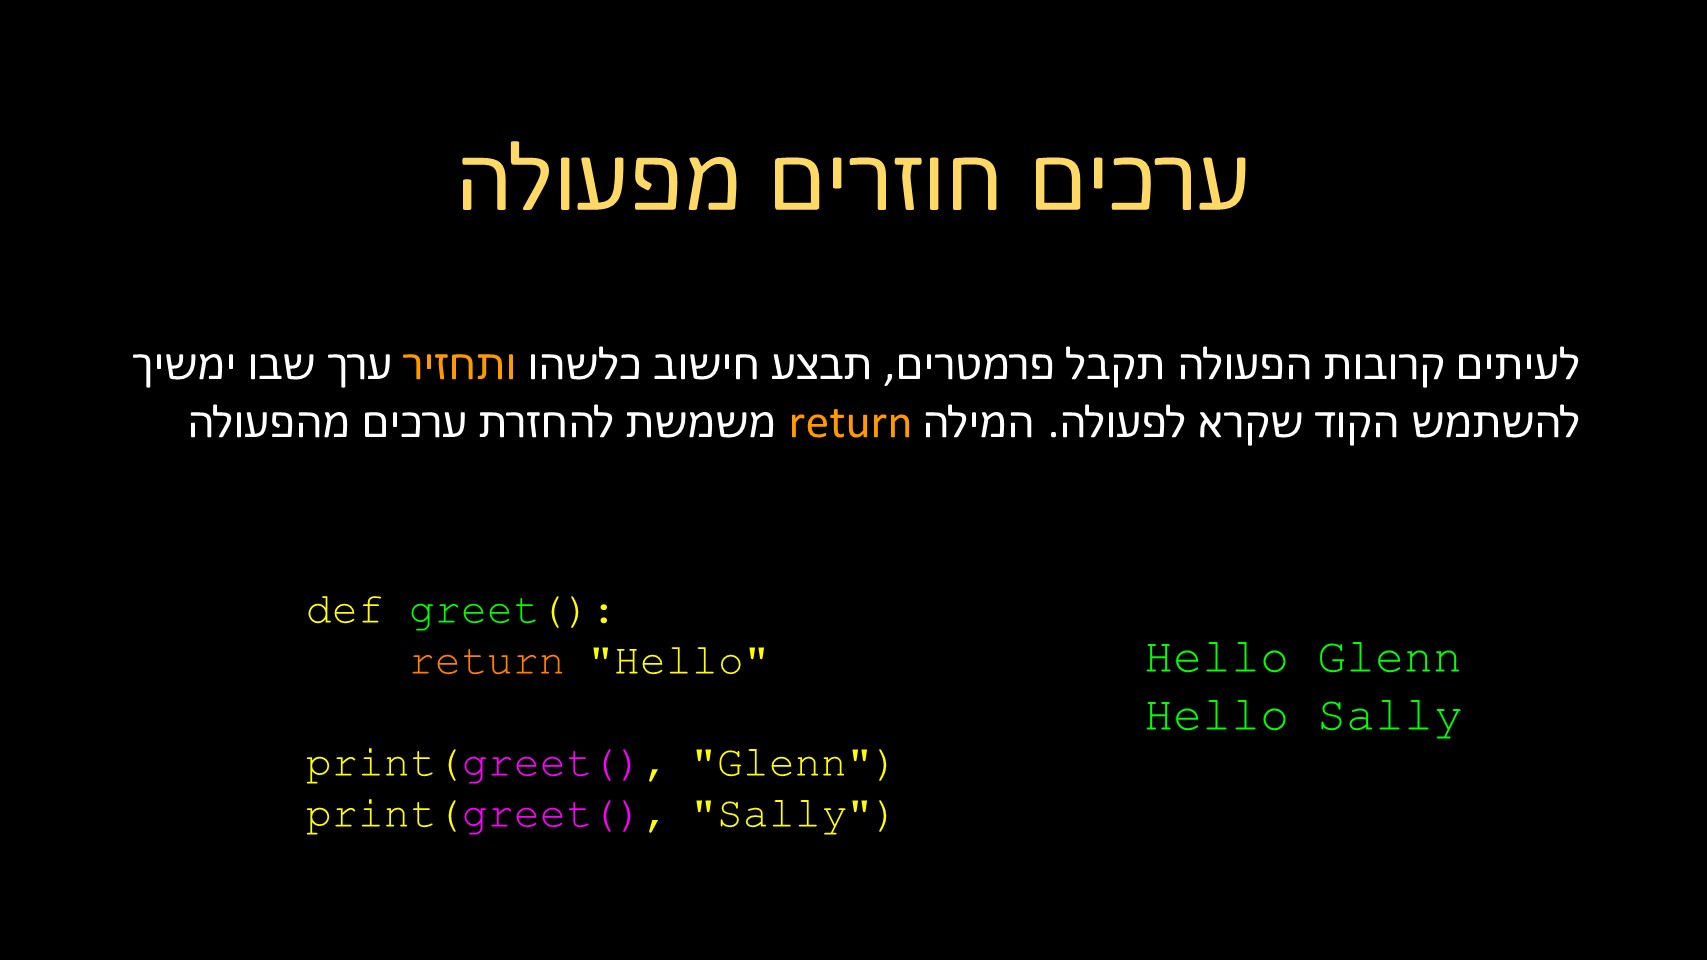 ערכים חוזרים מפעולה
לעיתים קרובות הפעולה תקבל פרמטרים, תבצע חישוב כלשהו ותחזיר ערך שבו ימשיך
להשתמש הקוד שקרא לפעולה. המילה return משמשת להחזרת ערכים מהפעולה
def greet():
    return "Hello"
print(greet(), "Glenn")
print(greet(), "Sally")
Hello Glenn
Hello Sally